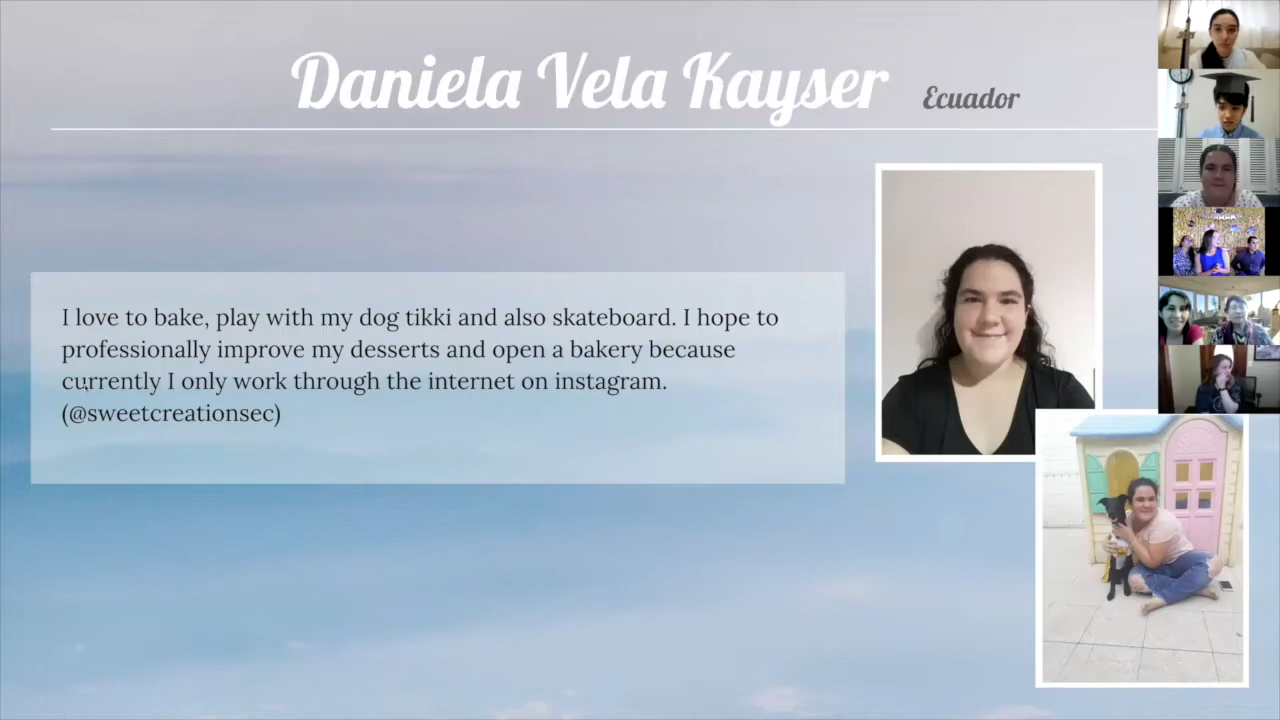 Daniela Vela Kayser Ecuador
I love to bake, play with my dog tikki and also skateboard. I hope to
professionally improve my desserts and open a bakery because
currently I only work through the internet on instagram.
(@sweetcreationsec)